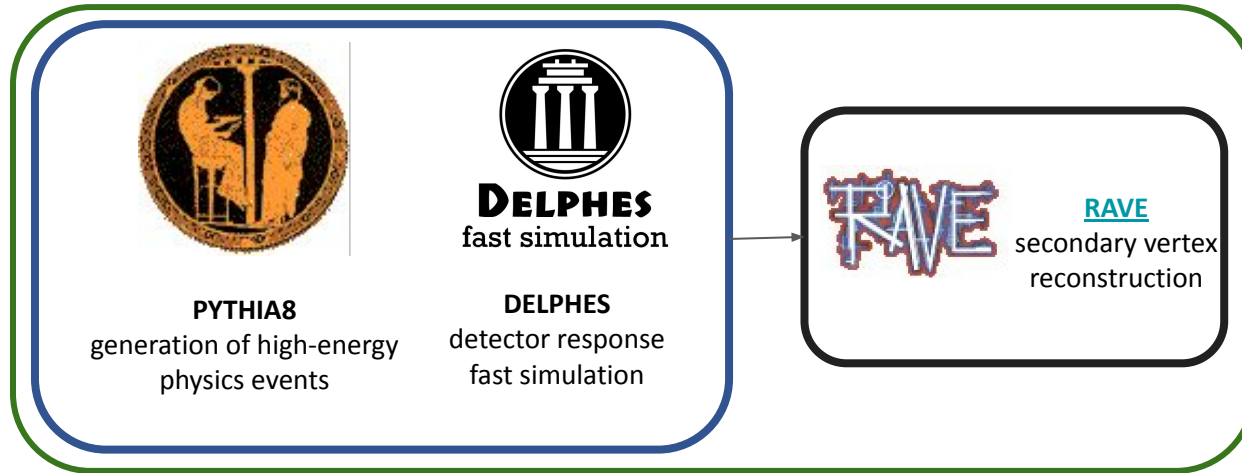 PYTHIA8
generation of high-energy
physics events
DELPHES
fast simulation
DELPHES
detector response
fast simulation
RAVE
RAVE
secondary vertex
reconstruction